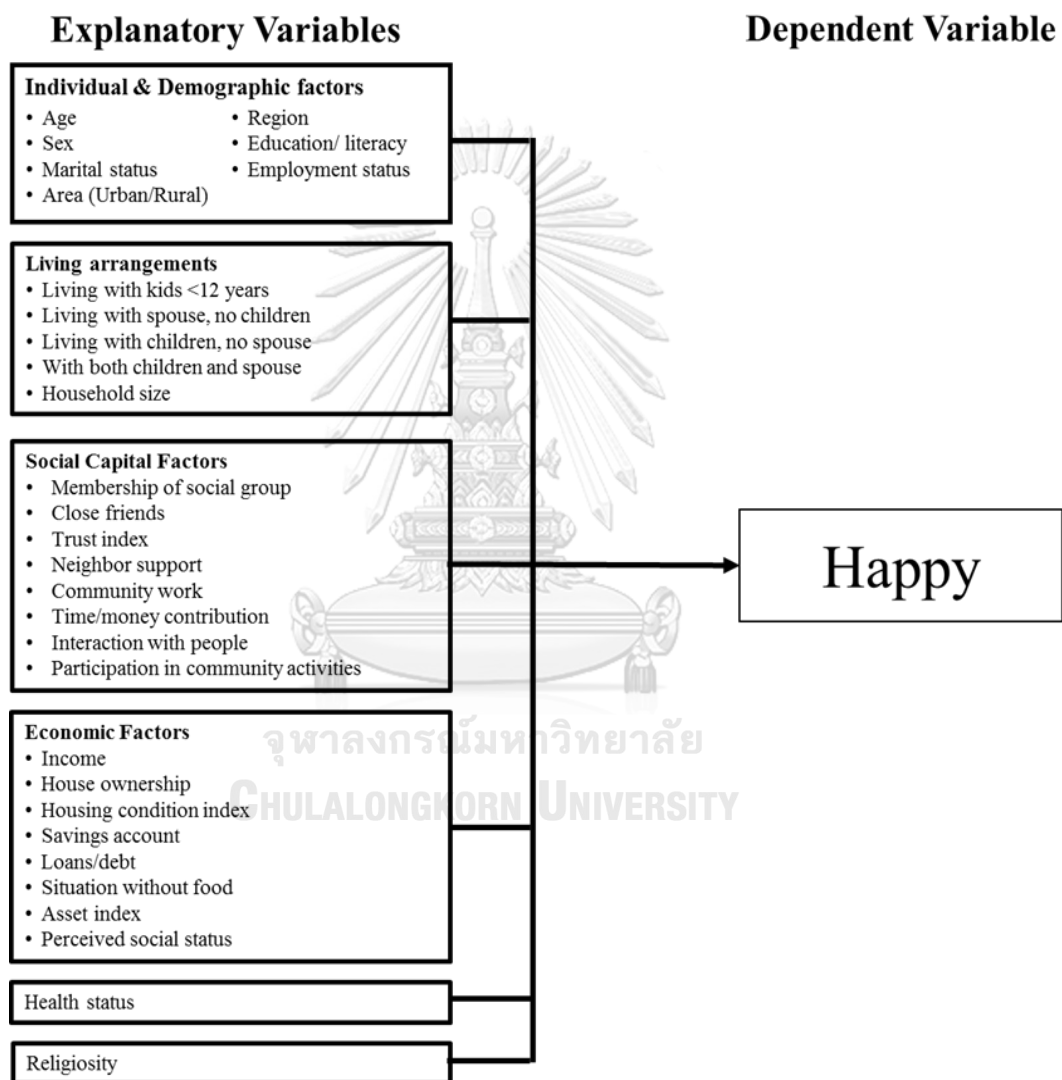 Explanatory Variables
Dependent Variable
Individual & Demographic factors
• Age
• Sex
• Marital status
• Area (Urban/Rural)
• Region
• Education/ literacy
• Employment status
Living arrangements
• Living with kids <12 years
• Living with spouse, no children
• Living with children, no spouse
• With both children and spouse
• Household size
Social Capital Factors
• Membership of social group
• Close friends
• Trust index
• Neighbor support
• Community work
• Time/money contribution
• Interaction with people
• Participation in community activities
Happy
Economic Factors
• Income
• House ownership
• Housing condition index
• Savings account
• Loans/debt
• Situation without food
• Asset index
• Perceived social status
Health status
Religiosity
จุฬาลงกรณ์มหาวิทยาลัย
CHULALONGKORN UNIVERSITY